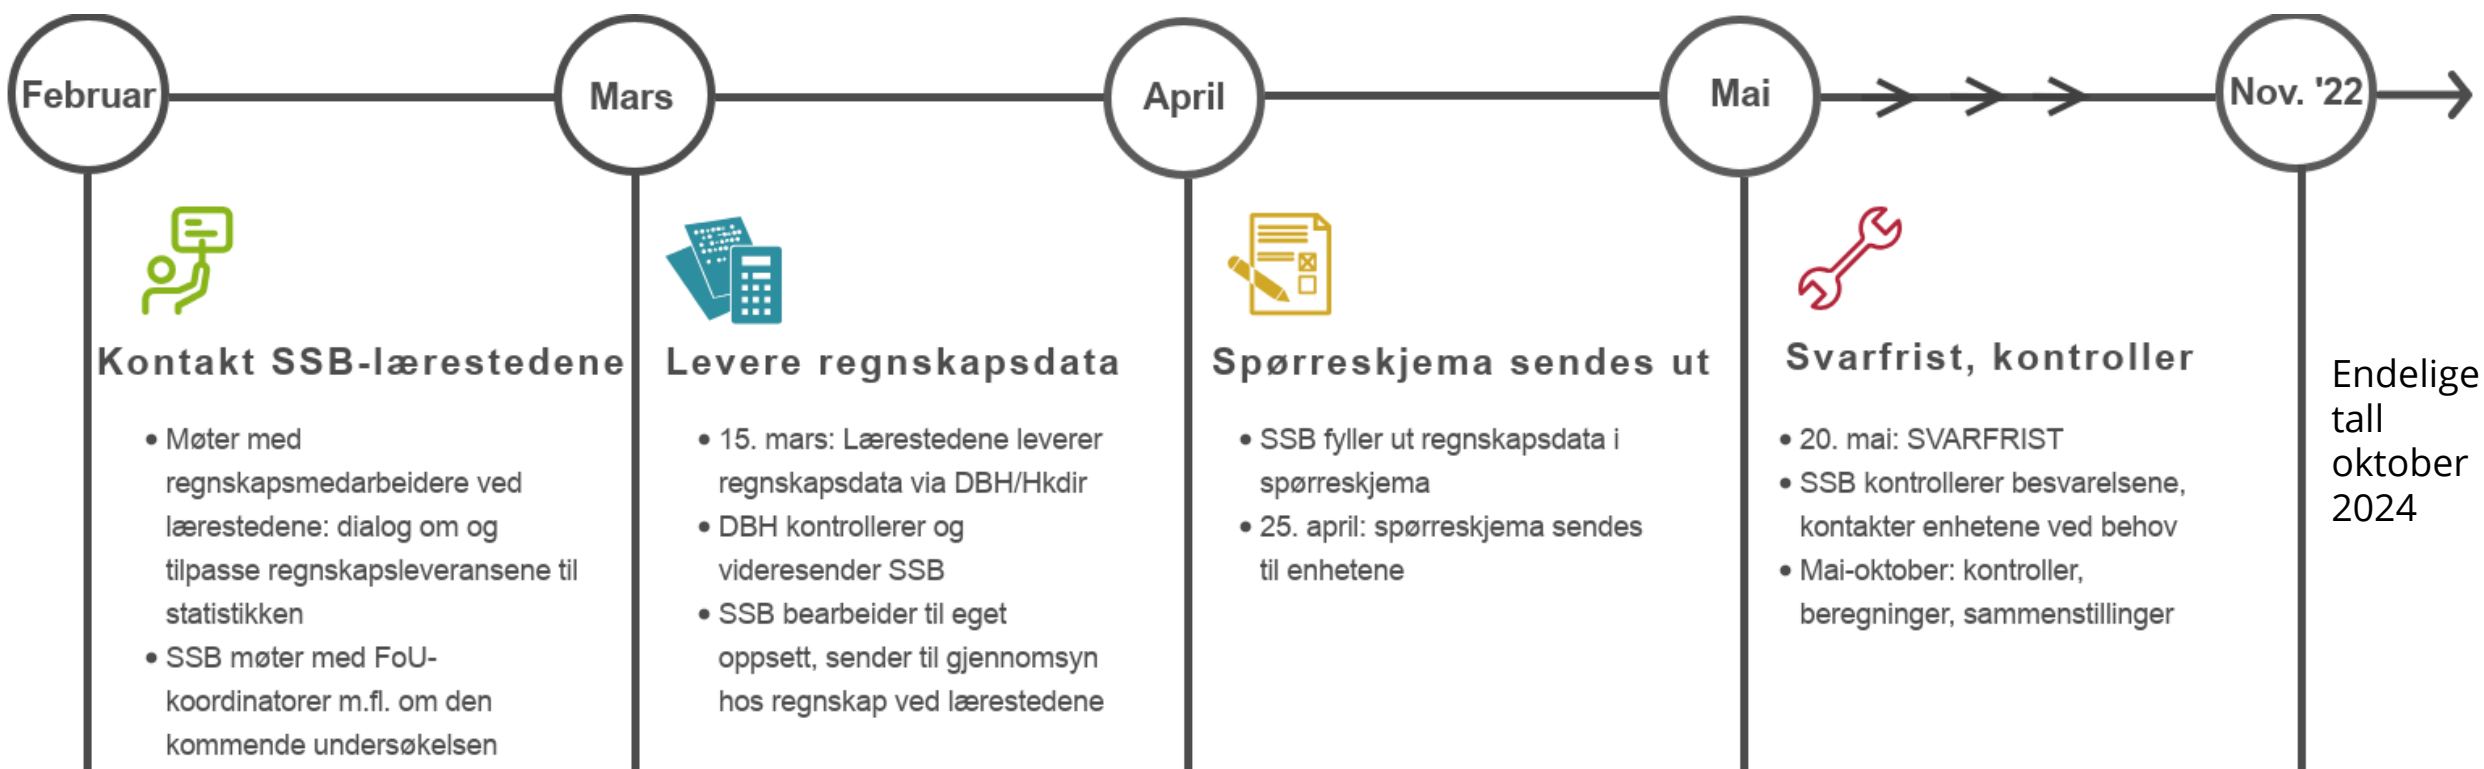 Februar
Mars
April
Mai
Nov. '22
Kontakt SSB-lærestedene
• Møter med
regnskapsmedarbeidere ved
lærestedene: dialog om og
tilpasse regnskapsleveransene til
statistikken
• SSB møter med FoU-
koordinatorer m.fl. om den
kommende undersøkelsen
Levere regnskapsdata
• 15. mars: Lærestedene leverer
regnskapsdata via DBH/Hkdir
• DBH kontrollerer og
videresender SSB
• SSB bearbeider til eget
oppsett, sender til gjennomsyn
hos regnskap ved lærestedene
Spørreskjema sendes ut
• SSB fyller ut regnskapsdata i
spørreskjema
• 25. april: spørreskjema sendes
til enhetene
Svarfrist, kontroller
• 20. mai: SVARFRIST
• SSB kontrollerer besvarelsene,
kontakter enhetene ved behov
• Mai-oktober: kontroller,
beregninger, sammenstillinger
Endelige
tall
oktober
2024